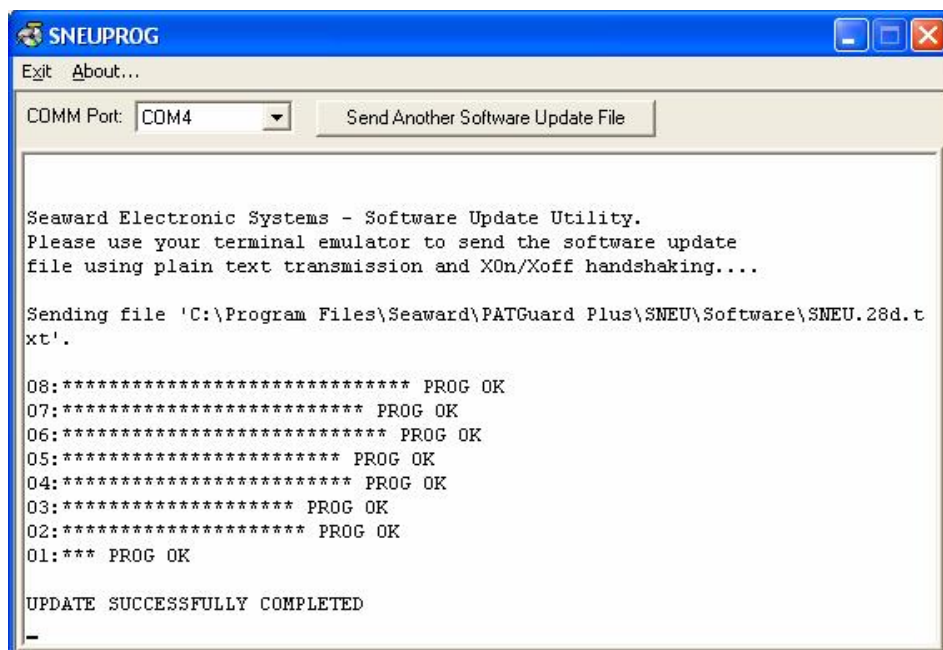 SNEUPROG
Exit About...
COMM Port: COM4 Send Another Software Update File
Seaward Electronic Systems - Software Update Utility.
Please use your terminal emulator to send the software update
file using plain text transmission and XOn/Xoff handshaking....
Sending file 'C:\Program Files\Seaward\PATGuard Plus\SNEU\Software\SNEU.28d.t
xt'.
08:****************************** PROG OK
07:************************** PROG OK
06:**************************** PROG OK
05:************************ PROG OK
04:************************* PROG OK
03:******************** PROG OK
02:********************* PROG OK
01:*** PROG OK
UPDATE SUCCESSFULLY COMPLETED